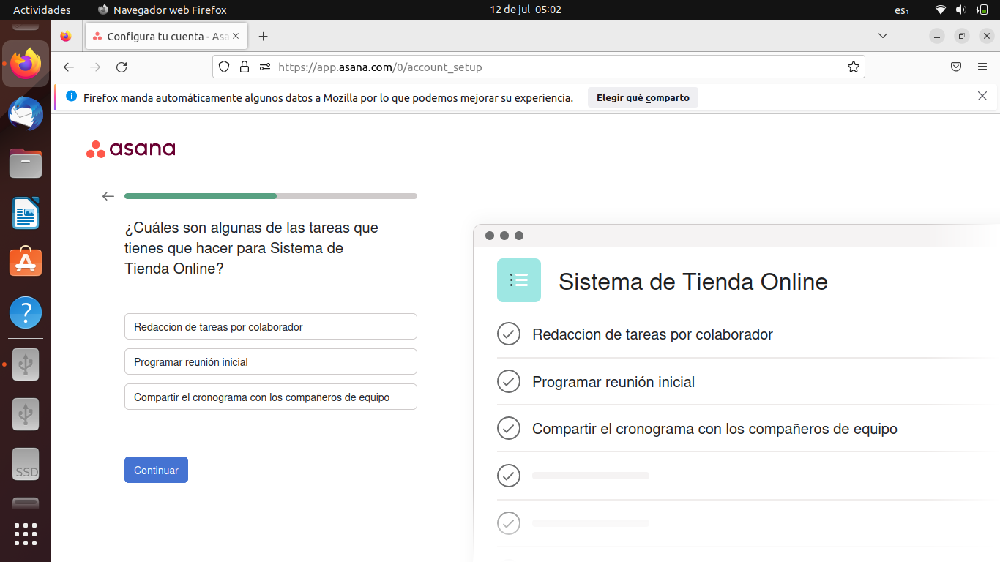 Actividades
Navegador web Firefox
12 de jul 05:02
es₁
Configura tu cuenta - Asa
https://app.asana.com/0/account_setup
Firefox manda automáticamente algunos datos a Mozilla por lo que podemos mejorar su experiencia.
Elegir qué comparto
asana
¿Cuáles son algunas de las tareas que
tienes que hacer para Sistema de
Tienda Online?
Redaccion de tareas por colaborador
Programar reunión inicial
Compartir el cronograma con los compañeros de equipo
Continuar
Sistema de Tienda Online
Redaccion de tareas por colaborador
Programar reunión inicial
Compartir el cronograma con los compañeros de equipo
SSD